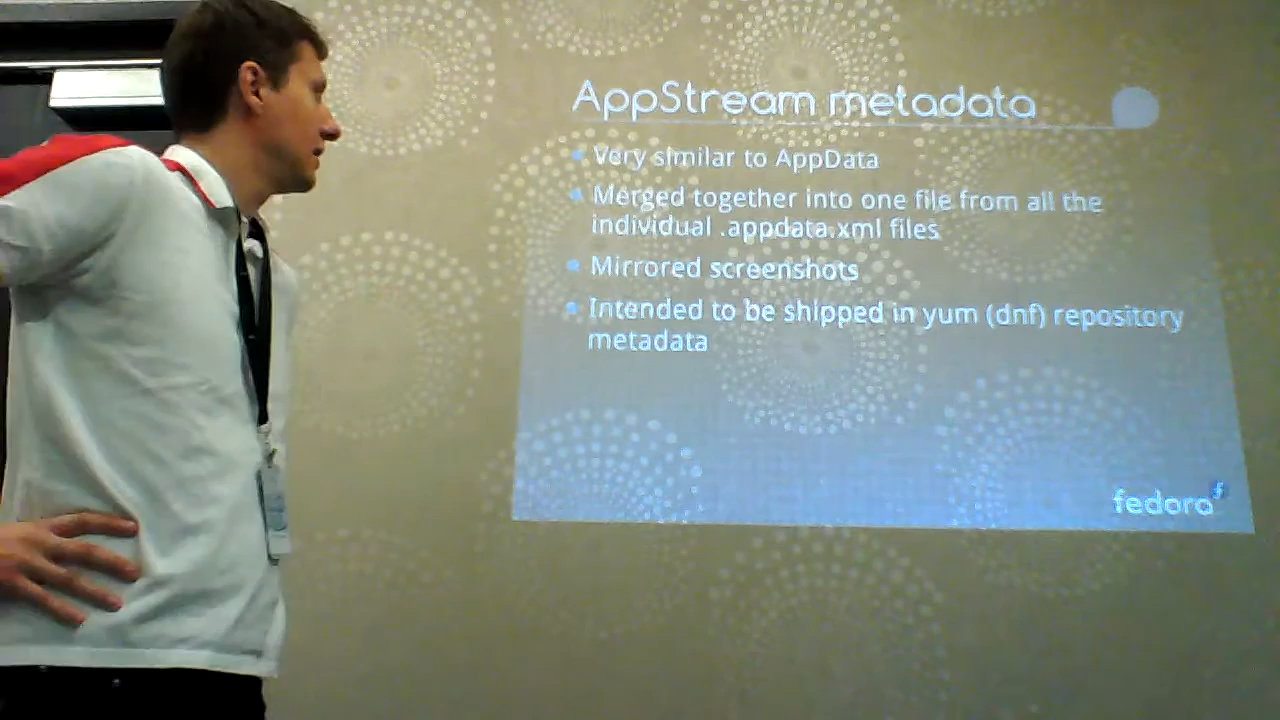 AppStream metadata
Very similar to AppData
Merged together into one file from all the
individual .appdata.xml files
Mirrored screenshots
Intended to be shipped in yum (dnf) repository
metadata
fedora